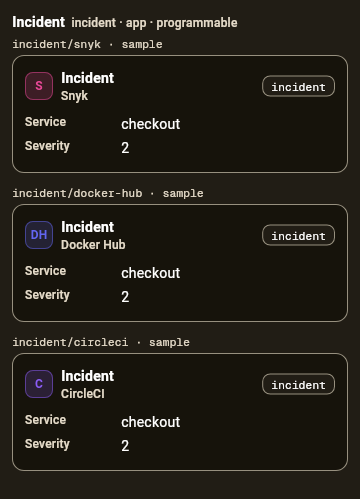 Incident incident · app · programmable
incident/snyk · sample
S Incident incident
Snyk
Service checkout
Severity 2
incident/docker-hub · sample
DH Incident incident
Docker Hub
Service checkout
Severity 2
incident/circleci · sample
C Incident incident
CircleCI
Service checkout
Severity 2